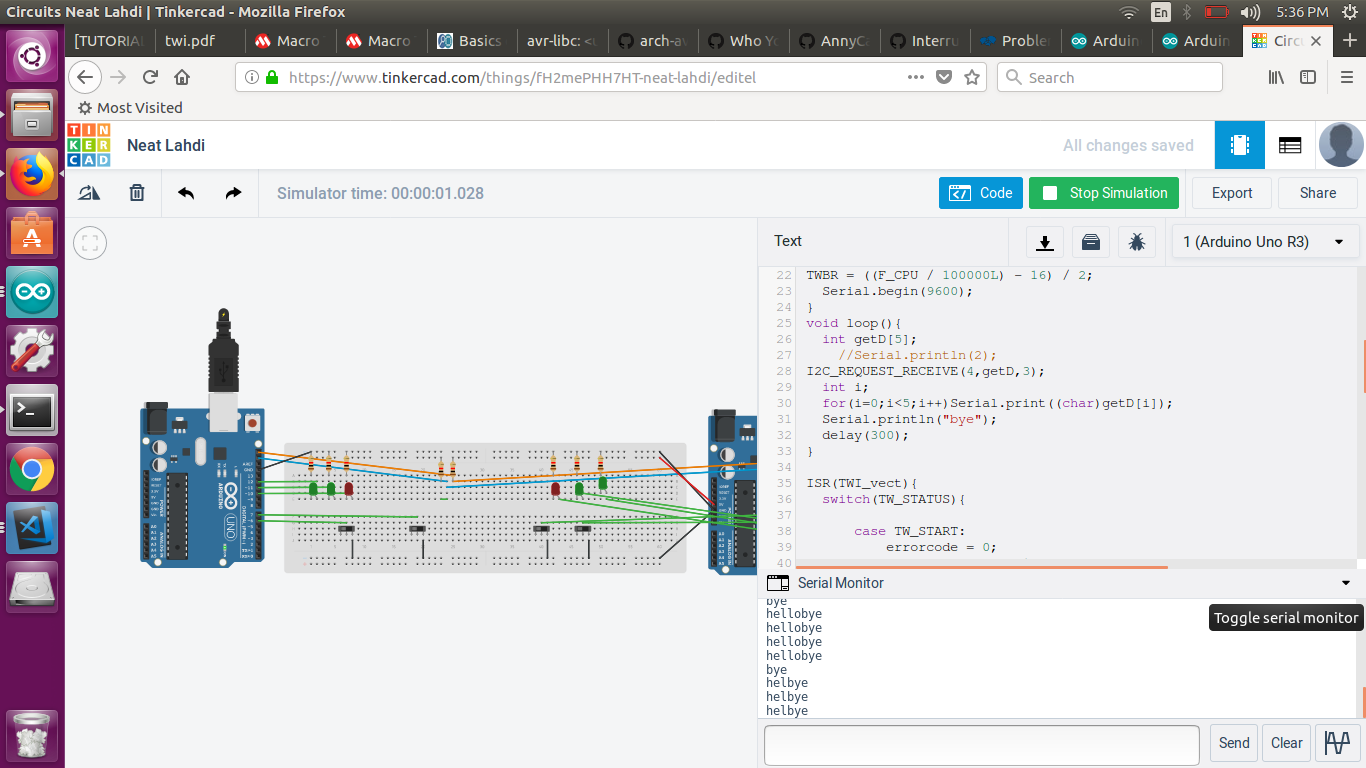 Circuits Neat Lahdi | Tinkercad - Mozilla Firefox
En
5:36 PM
[TUTORIA
twi.pdf
Macro
Macro
Basics
avr-libc: <u
arch-av
Who Yo
AnnyCa
Interru
Proble
Arduin
Arduin
Circ
https://www.tinkercad.com/things/fH2mePHH7HT-neat-lahdi/editel
Search
Most Visited
TIN
KER
CAD
Neat Lahdi
All changes saved
Simulator time: 00:00:01.028
Code
Stop Simulation
Export
Share
Text
1 (Arduino Uno R3)
22 TWBR = ((F_CPU / 100000L) - 16) / 2;
23 Serial.begin(9600);
24 }
25 void loop(){
26 int getD[5];
27 //Serial.println(2);
28 I2C_REQUEST_RECEIVE(4,getD,3);
29 int i;
30 for(i=0;i<5;i++)Serial.print((char)getD[i]);
31 Serial.println("bye");
32 delay(300);
33 }
34
35 ISR(TWI_vect){
36 switch(TW_STATUS){
37
38 case TW_START:
39 errorcode = 0;
40
ARDUINO
UNO
Serial Monitor
Toggle serial monitor
bye
hellobye
hellobye
hellobye
hellobye
bye
helbye
helbye
helbye
Send
Clear